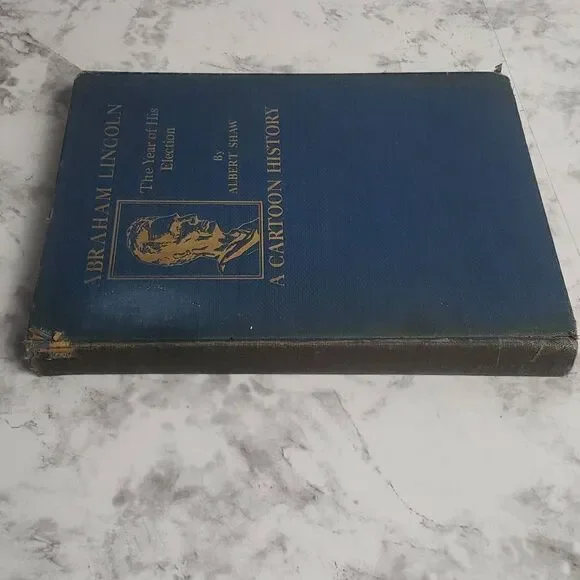 ABRAHAM LINCOLN
The Year of His
Election
By
ALBERT SHAW
A CARTOON HISTORY